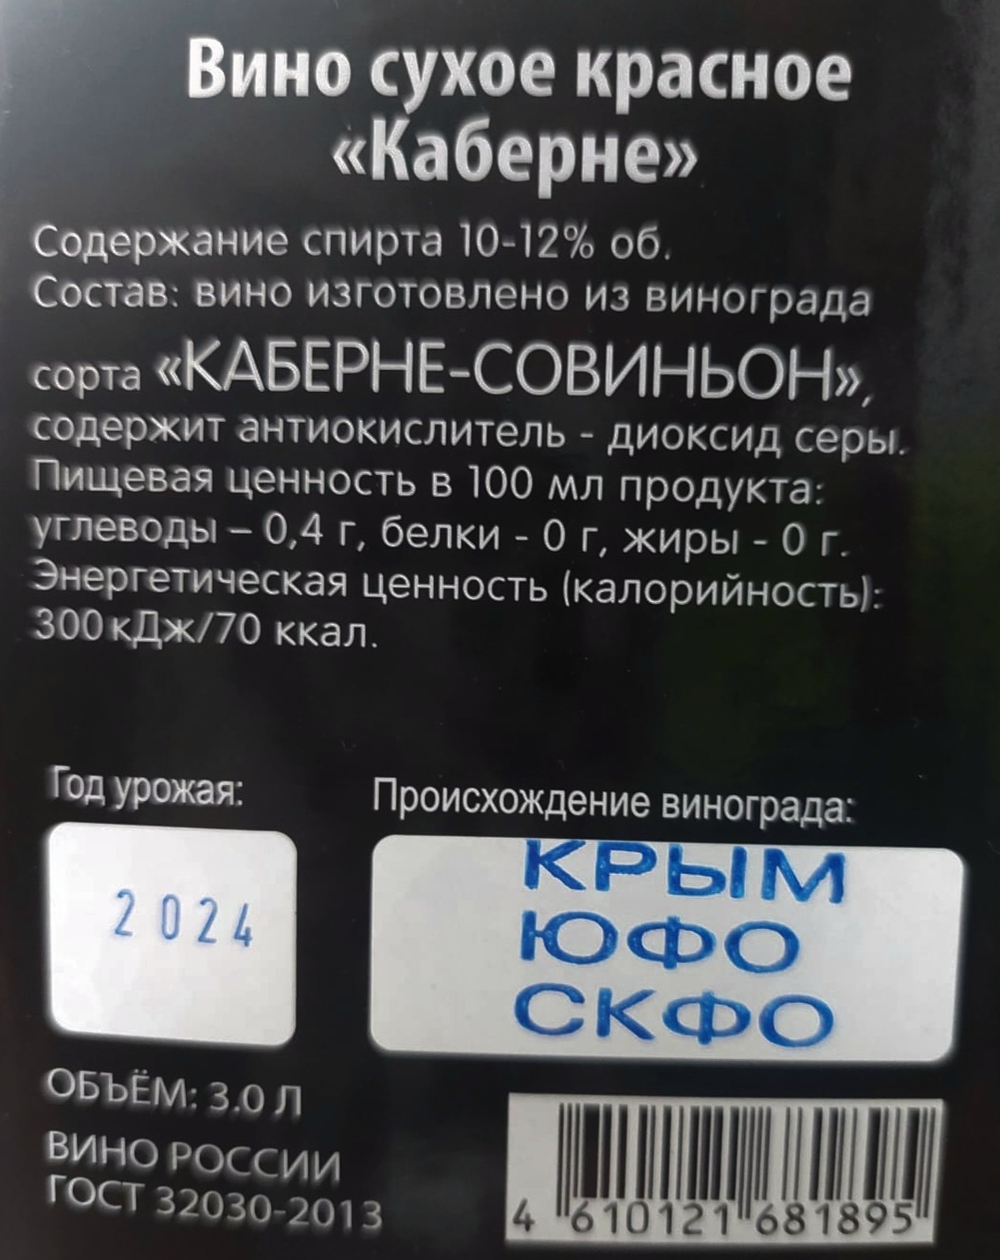 Вино сухое красное
«Каберне»
Содержание спирта 10-12% об.
Состав: вино изготовлено из винограда
сорта «КАБЕРНЕ-СОВИНЬОН»,
содержит антиокислитель - диоксид серы.
Пищевая ценность в 100 мл продукта:
углеводы – 0,4 г, белки - 0 г, жиры - 0 г.
Энергетическая ценность (калорийность):
300кДж/70 ккал.
Год урожая:
2024
Происхождение винограда:
КРЫМ
ЮФО
СКФО
ОБЪЁМ: 3.0 Л
ВИНО РОССИИ
ГОСТ 32030-2013
4 610121 681895